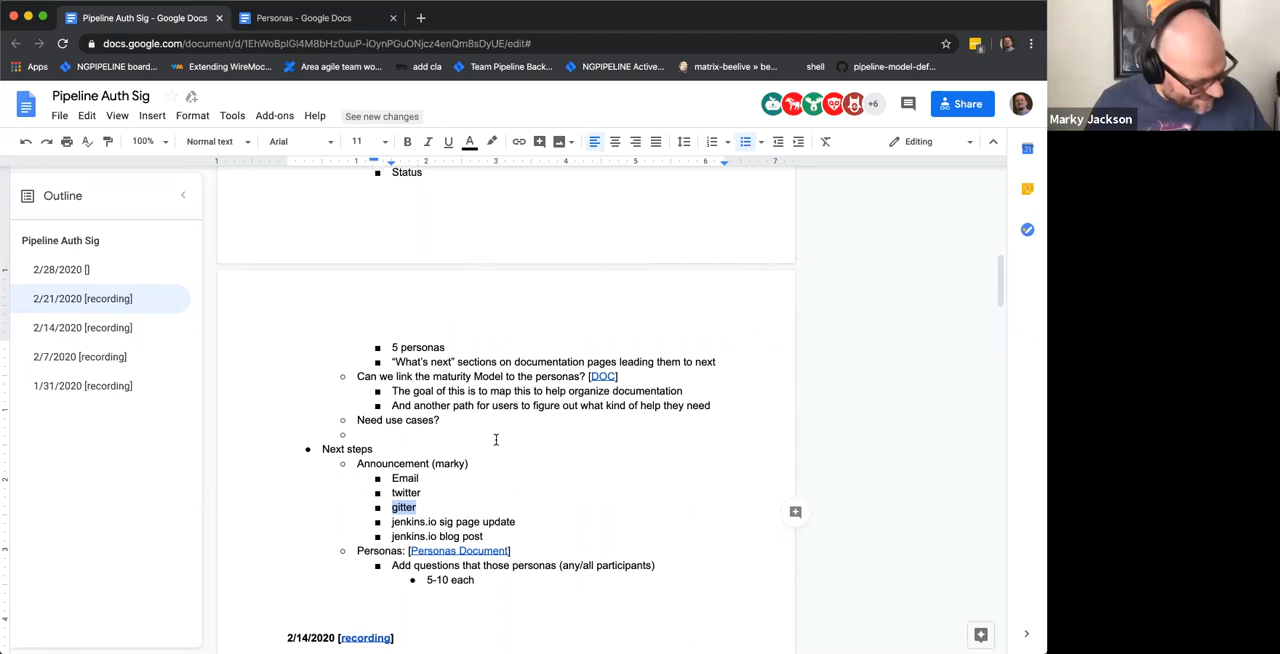 Pipeline Auth Sig - Google Docs
Personas - Google Docs
docs.google.com/document/d/1EhWoBpIGl4M8bHz0uuP-iOynPGuONjcz4enQm8sDyUE/edit#
Apps
NGPIPELINE board...
Extending WireMoc...
Area agile team wo...
add cla
Team Pipeline Back...
NGPIPELINE Active...
matrix-beelive » be...
shell
pipeline-model-def...
Pipeline Auth Sig
File Edit View Insert Format Tools Add-ons Help
See new changes
+6
Share
100%
Normal text
Arial
11
Editing
Outline
Pipeline Auth Sig
2/28/2020 []
2/21/2020 [recording]
2/14/2020 [recording]
2/7/2020 [recording]
1/31/2020 [recording]
Status
5 personas
“What’s next” sections on documentation pages leading them to next
Can we link the maturity Model to the personas? [DOC]
The goal of this is to map this to help organize documentation
And another path for users to figure out what kind of help they need
Need use cases?
Next steps
Announcement (marky)
Email
twitter
gitter
jenkins.io sig page update
jenkins.io blog post
Personas: [Personas Document]
Add questions that those personas (any/all participants)
5-10 each
2/14/2020 [recording]
Marky Jackson